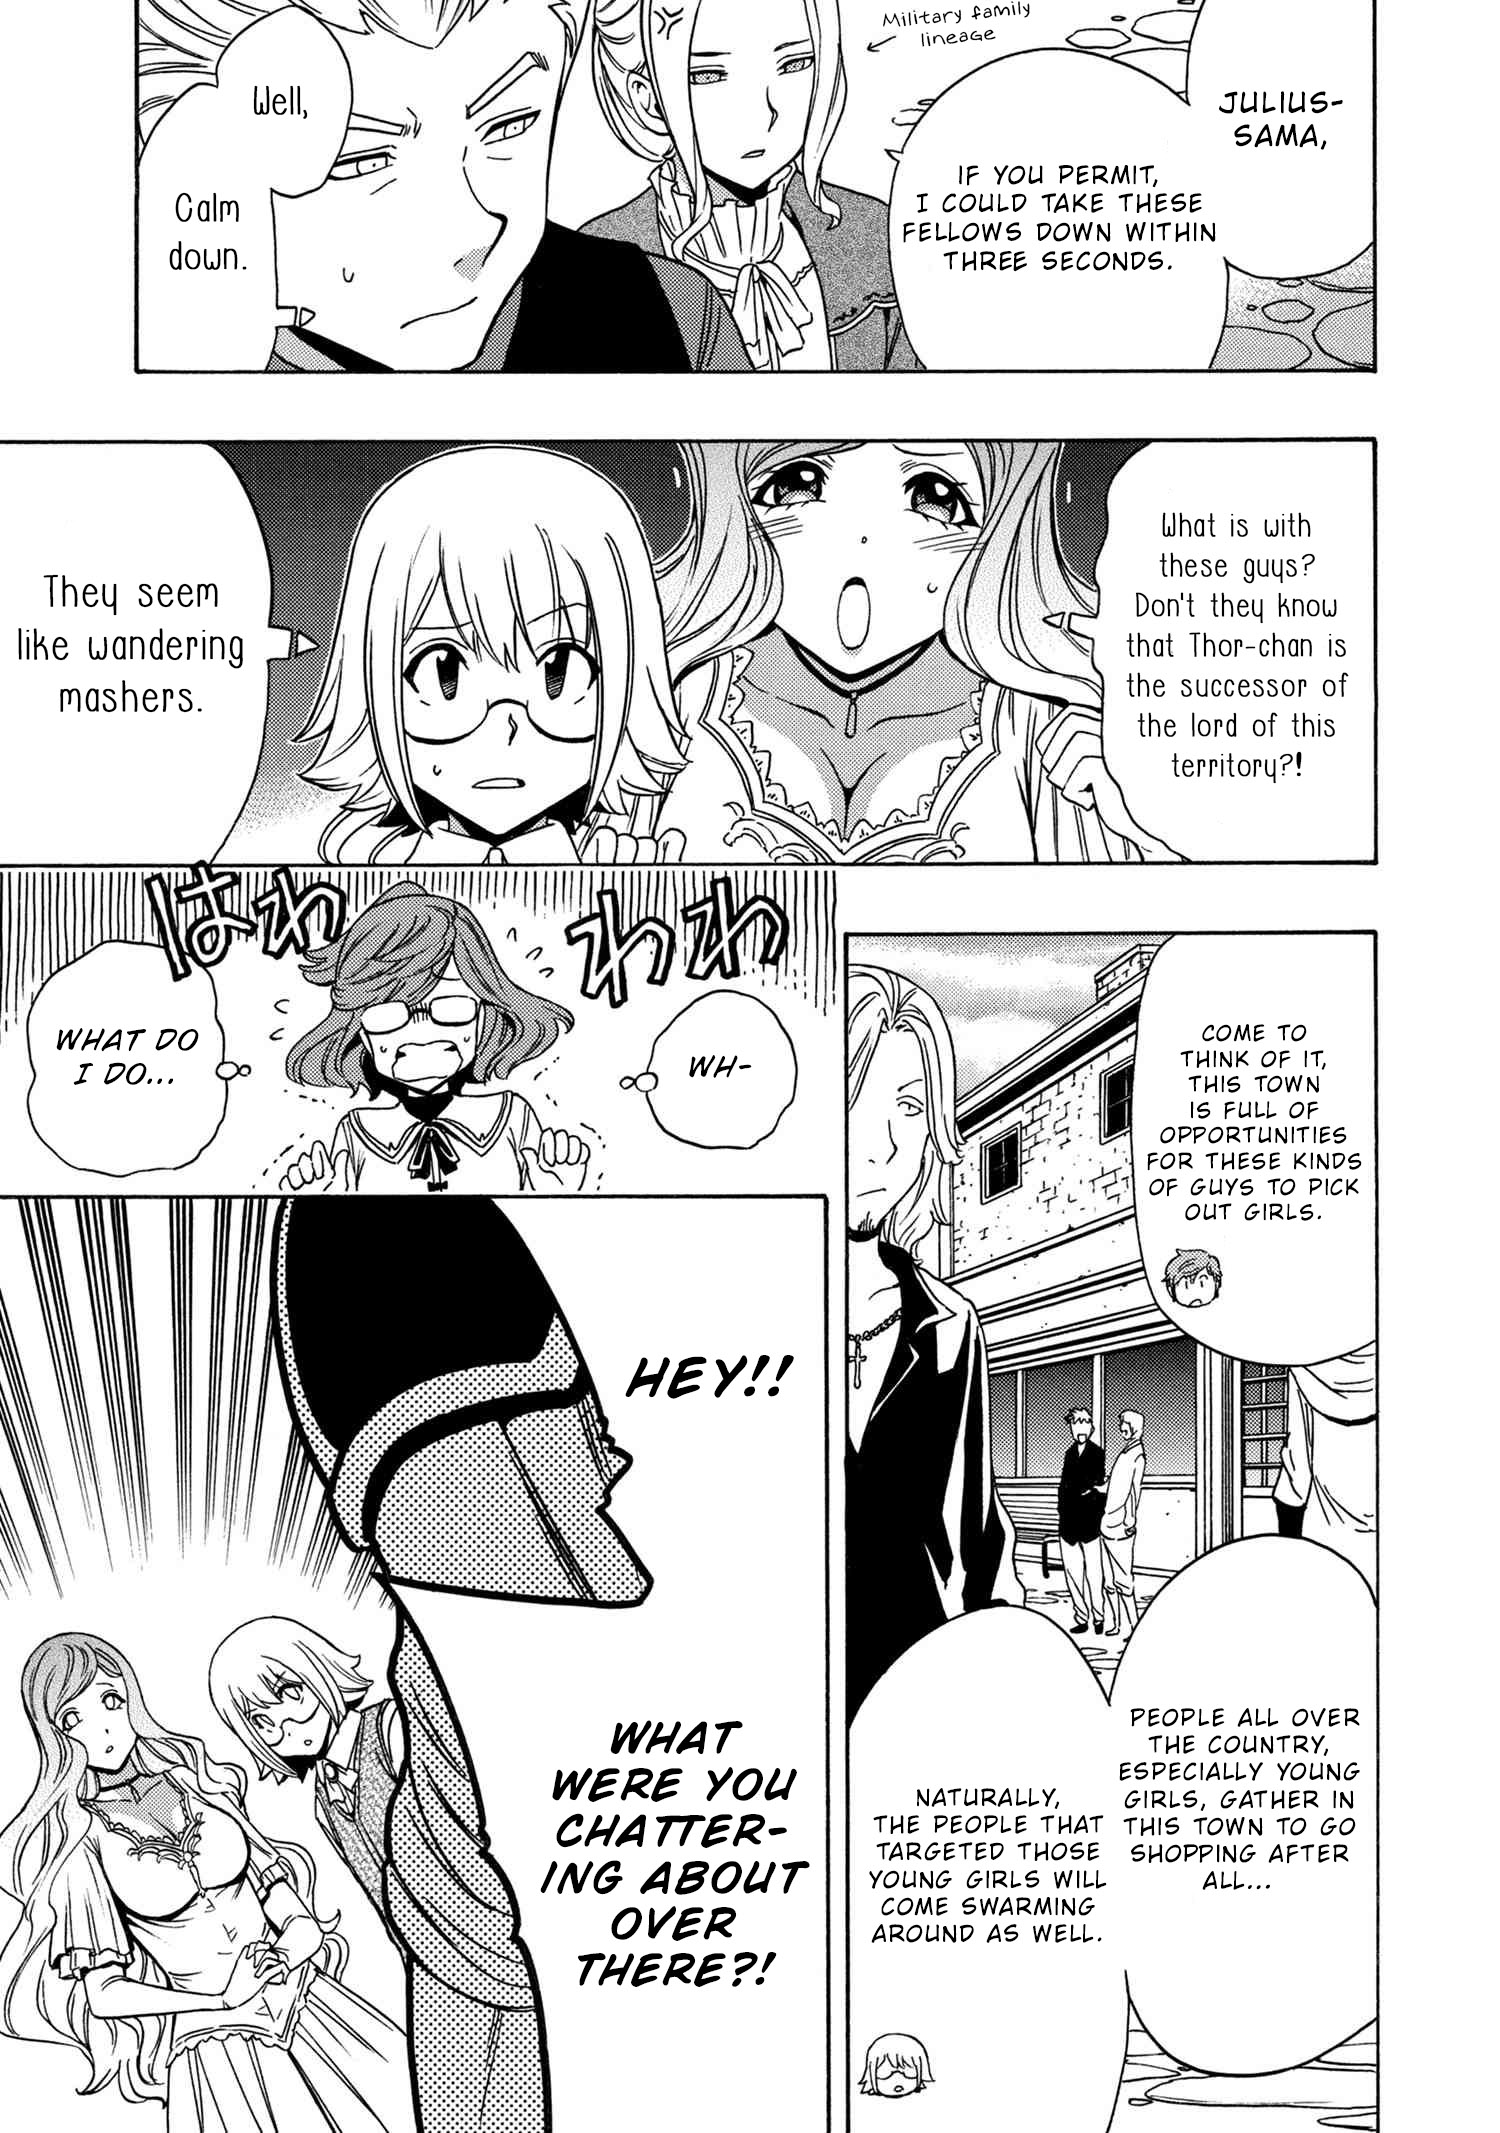 JULIUS-
SAMA,
IF YOU PERMIT,
I COULD TAKE THESE
FELLOWS DOWN WITHIN
THREE SECONDS.
Military family
lineage
Well,
Calm
down.
What is with
these guys?
Don't they know
that Thor-chan is
the successor of
the lord of this
territory?!
They seem
like wandering
mashers.
COME TO
THINK OF IT,
THIS TOWN
IS FULL OF
OPPORTUNITIES
FOR THESE KINDS
OF GUYS TO PICK
OUT GIRLS.
PEOPLE ALL OVER
THE COUNTRY,
ESPECIALLY YOUNG
GIRLS, GATHER IN
THIS TOWN TO GO
SHOPPING AFTER
ALL...
NATURALLY,
THE PEOPLE THAT
TARGETED THOSE
YOUNG GIRLS WILL
COME SWARMING
AROUND AS WELL.
わわ
はわ
WH-
WHAT DO
I DO...
HEY!!
WHAT
WERE YOU
CHATTER-
ING ABOUT
OVER
THERE?!